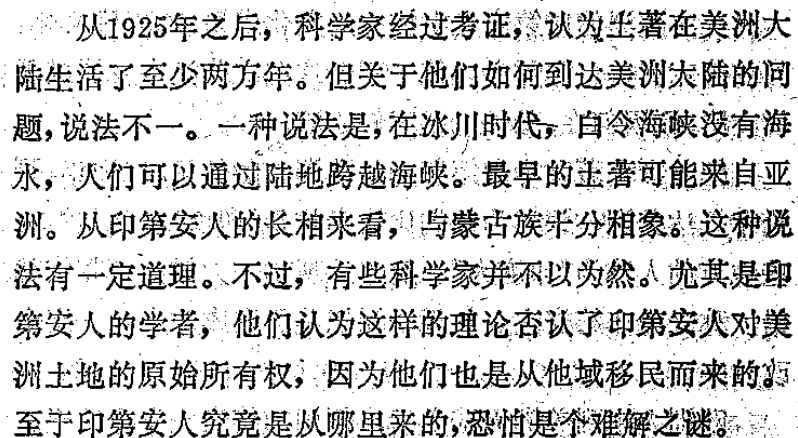 从1925年之后，科学家经过考证，认为土著在美洲大
陆生活了至少两万年。但关于他们如何到达美洲大陆的问
题，说法不一。一种说法是，在冰川时代，白令海峡没有海
水，人们可以通过陆地跨越海峡。最早的土著可能来自亚
洲。从印第安人的长相来看，与蒙古族十分相象。这种说
法有一定道理。不过，有些科学家并不以为然。尤其是印
第安人的学者，他们认为这样的理论否认了印第安人对美
洲土地的原始所有权，因为他们也是从他域移民而来的。
至于印第安人究竟是从哪里来的，恐怕是个难解之谜。